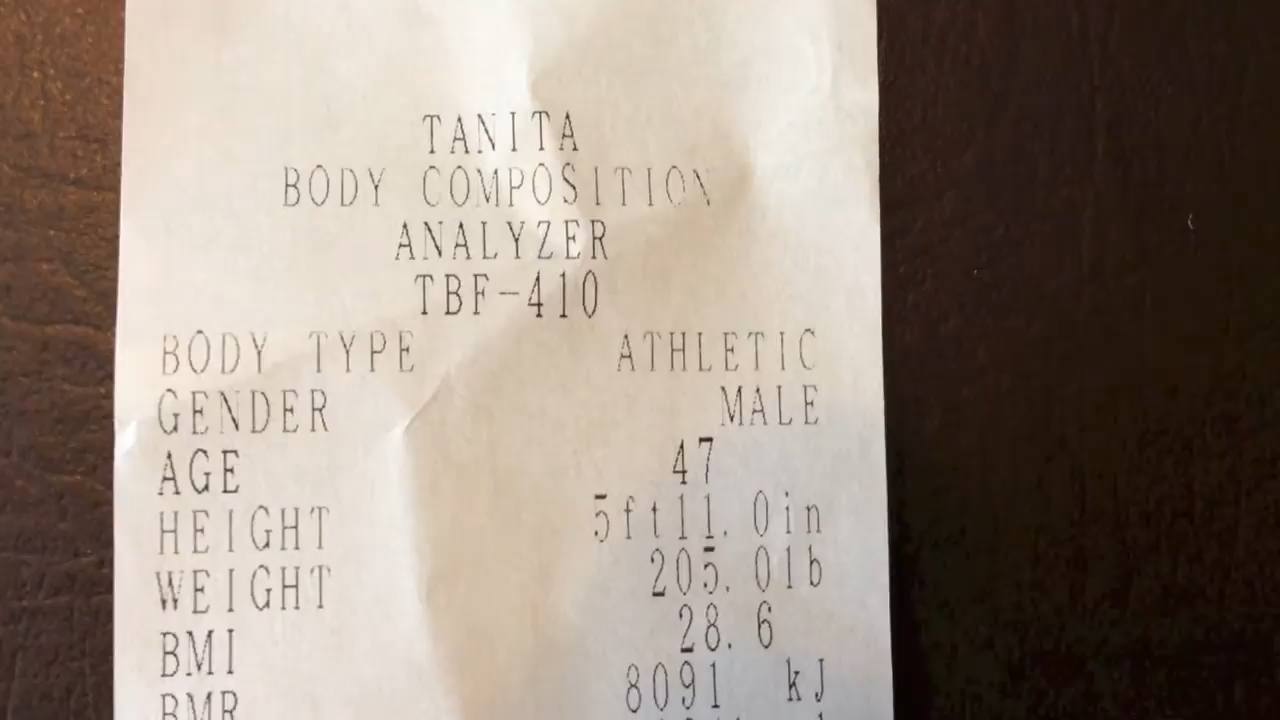 TANITA
BODY COMPOSITION
ANALYZER
TBF-410
BODY TYPE ATHLETIC
GENDER MALE
AGE 47
HEIGHT 5ft11.0in
WEIGHT 205.0lb
BMI 28.6
BMR 8091 kJ